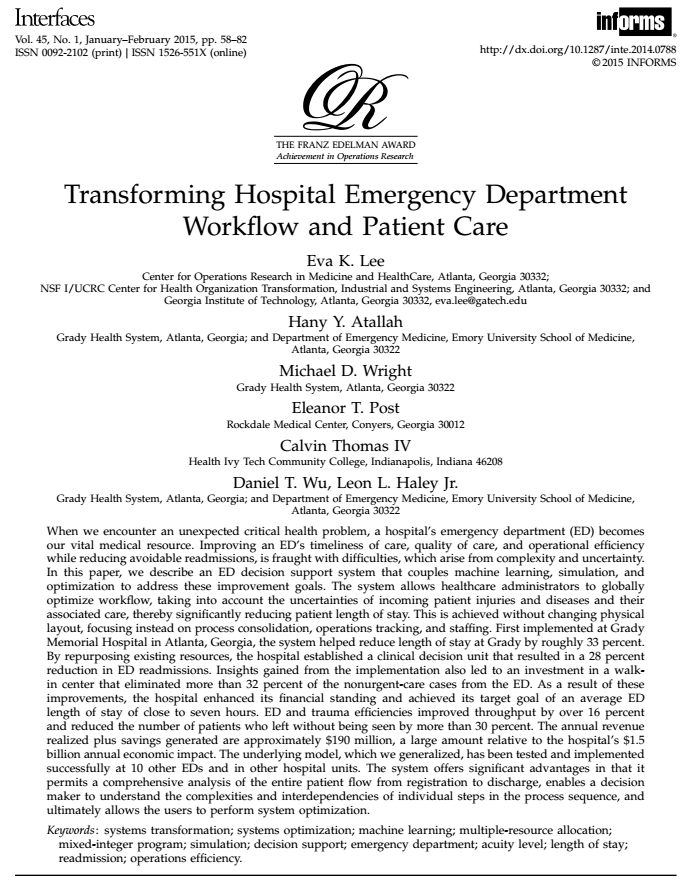 Interfaces
Vol. 45, No. 1, January–February 2015, pp. 58–82
ISSN 0092-2102 (print) | ISSN 1526-551X (online)
informs
http://dx.doi.org/10.1287/inte.2014.0788
© 2015 INFORMS
OR
THE FRANZ EDELMAN AWARD
Achievement in Operations Research
Transforming Hospital Emergency Department
Workflow and Patient Care
Eva K. Lee
Center for Operations Research in Medicine and HealthCare, Atlanta, Georgia 30332;
NSF I/UCRC Center for Health Organization Transformation, Industrial and Systems Engineering, Atlanta, Georgia 30332; and
Georgia Institute of Technology, Atlanta, Georgia 30332, eva.lee@gatech.edu
Hany Y. Atallah
Grady Health System, Atlanta, Georgia; and Department of Emergency Medicine, Emory University School of Medicine,
Atlanta, Georgia 30322
Michael D. Wright
Grady Health System, Atlanta, Georgia 30322
Eleanor T. Post
Rockdale Medical Center, Conyers, Georgia 30012
Calvin Thomas IV
Health Ivy Tech Community College, Indianapolis, Indiana 46208
Daniel T. Wu, Leon L. Haley Jr.
Grady Health System, Atlanta, Georgia; and Department of Emergency Medicine, Emory University School of Medicine,
Atlanta, Georgia 30322
When we encounter an unexpected critical health problem, a hospital's emergency department (ED) becomes
our vital medical resource. Improving an ED's timeliness of care, quality of care, and operational efficiency
while reducing avoidable readmissions, is fraught with difficulties, which arise from complexity and uncertainty.
In this paper, we describe an ED decision support system that couples machine learning, simulation, and
optimization to address these improvement goals. The system allows healthcare administrators to globally
optimize workflow, taking into account the uncertainties of incoming patient injuries and diseases and their
associated care, thereby significantly reducing patient length of stay. This is achieved without changing physical
layout, focusing instead on process consolidation, operations tracking, and staffing. First implemented at Grady
Memorial Hospital in Atlanta, Georgia, the system helped reduce length of stay at Grady by roughly 33 percent.
By repurposing existing resources, the hospital established a clinical decision unit that resulted in a 28 percent
reduction in ED readmissions. Insights gained from the implementation also led to an investment in a walk-
in center that eliminated more than 32 percent of the nonurgent-care cases from the ED. As a result of these
improvements, the hospital enhanced its financial standing and achieved its target goal of an average ED
length of stay of close to seven hours. ED and trauma efficiencies improved throughput by over 16 percent
and reduced the number of patients who left without being seen by more than 30 percent. The annual revenue
realized plus savings generated are approximately $190 million, a large amount relative to the hospital's $1.5
billion annual economic impact. The underlying model, which we generalized, has been tested and implemented
successfully at 10 other EDs and in other hospital units. The system offers significant advantages in that it
permits a comprehensive analysis of the entire patient flow from registration to discharge, enables a decision
maker to understand the complexities and interdependencies of individual steps in the process sequence, and
ultimately allows the users to perform system optimization.
Keywords: systems transformation; systems optimization; machine learning; multiple-resource allocation;
mixed-integer program; simulation; decision support; emergency department; acuity level; length of stay;
readmission; operations efficiency.